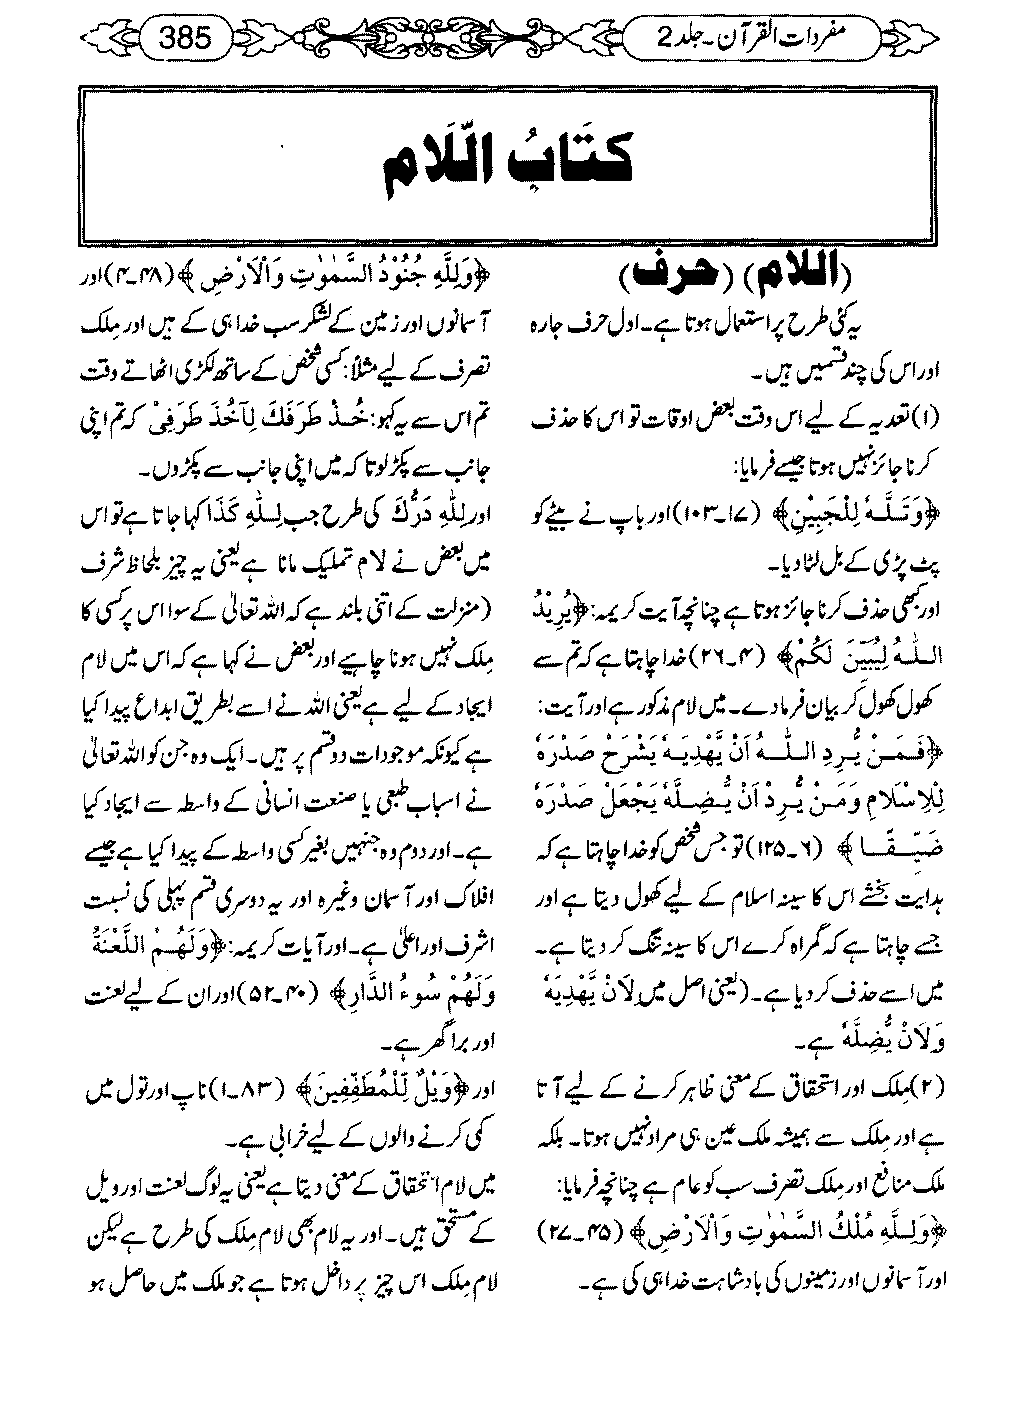 مفردات القرآن۔جلد 2
385
كتَابُ اللَّام
(اللام) (حرف)
یہ کئی طرح پر استعمال ہوتا ہے۔ اول حرف جارہ
اور اس کی چند قسمیں ہیں۔
(۱) تعدیہ کے لیے اس وقت بعض اوقات تو اس کا حذف
کرنا جائز نہیں ہوتا جیسے فرمایا:
﴿وَتَلَّهٗ لِلْجَبِيْنِ﴾ (۱۷۔۱۰۳) اور باپ نے بیٹے کو
پٹ پڑی کے بل لٹا دیا۔
اور کبھی حذف کرنا جائز ہوتا ہے چنانچہ آیت کریمہ: ﴿يُرِيْدُ
اللّٰهُ لِيُبَيِّنَ لَكُمْ﴾ (۴۔۲۶) خدا چاہتا ہے کہ تم سے
کھول کھول کر بیان فرما دے۔ میں لام مذکور ہے اور آیت:
﴿فَمَنْ يُّرِدِ اللّٰهُ اَنْ يَّهْدِيَهٗ يَشْرَحْ صَدْرَهٗ
لِلْاِسْلَامِ وَمَنْ يُّرِدْ اَنْ يُّضِلَّهٗ يَجْعَلْ صَدْرَهٗ
ضَيِّقًا﴾ (۶۔۱۲۵) تو جس شخص کو خدا چاہتا ہے کہ
ہدایت بخشے اس کا سینہ اسلام کے لیے کھول دیتا ہے اور
جسے چاہتا ہے کہ گمراہ کرے اس کا سینہ تنگ کر دیتا ہے۔
میں اسے حذف کر دیا ہے۔ (یعنی اصل میں لِاَنْ يَّهْدِيَهٗ
وَلِاَنْ يُّضِلَّهٗ ہے۔
(۲) مِلک اور استحقاق کے معنی ظاہر کرنے کے لیے آتا
ہے اور مِلک سے ہمیشہ ملک عین ہی مراد نہیں ہوتا۔ بلکہ
ملک منافع اور مِلک تصرف سب کو عام ہے چنانچہ فرمایا:
﴿وَلِلّٰهِ مُلْكُ السَّمٰوٰتِ وَالْاَرْضِ﴾ (۴۵۔۲۷)
اور آسمانوں اور زمینوں کی بادشاہت خدا ہی کی ہے۔
﴿وَلِلّٰهِ جُنُوْدُ السَّمٰوٰتِ وَالْاَرْضِ﴾ (۴۸۔۴) اور
آسمانوں اور زمین کے لشکر سب خدا ہی کے ہیں اور مِلک
تصرف کے لیے مثلاً: کسی شخص کے ساتھ لکڑی اٹھاتے وقت
تم اس سے یہ کہو: خُذْ طَرَفَكَ لِآخُذَ طَرَفِیْ کہ تم اپنی
جانب سے پکڑ لو تا کہ میں اپنی جانب سے پکڑوں۔
اور لِلّٰهِ دَرُّكَ کی طرح جب لِلّٰهِ كَذَا کہا جاتا ہے تو اس
میں بعض نے لام تملیک مانا ہے یعنی یہ چیز بلحاظ شرف
(منزلت کے اتنی بلند ہے کہ اللہ تعالیٰ کے سوا اس پر کسی کا
مِلک نہیں ہونا چاہیے اور بعض نے کہا ہے کہ اس میں لام
ایجاد کے لیے ہے یعنی اللہ نے اسے بطریق ابداع پیدا کیا
ہے کیونکہ موجودات دو قسم پر ہیں۔ ایک وہ جن کو اللہ تعالیٰ
نے اسباب طبعی یا صنعت انسانی کے واسطہ سے ایجاد کیا
ہے۔ اور دوم وہ جنہیں بغیر کسی واسطہ کے پیدا کیا ہے جیسے
افلاک اور آسمان وغیرہ اور یہ دوسری قسم پہلی کی نسبت
اشرف اور اعلیٰ ہے۔ اور آیات کریمہ: ﴿وَلَهُمُ اللَّعْنَةُ
وَلَهُمْ سُوْءُ الدَّارِ﴾ (۴۰۔۵۲) اور ان کے لیے لعنت
اور برا گھر ہے۔
اور ﴿وَيْلٌ لِّلْمُطَفِّفِيْنَ﴾ (۸۳۔۱) ناپ اور تول میں
کمی کرنے والوں کے لیے خرابی ہے۔
میں لام استحقاق کے معنی دیتا ہے یعنی یہ لوگ لعنت اور ویل
کے مستحق ہیں۔ اور یہ لام بھی لام مِلک کی طرح ہے لیکن
لام مِلک اس چیز پر داخل ہوتا ہے جو ملک میں حاصل ہو